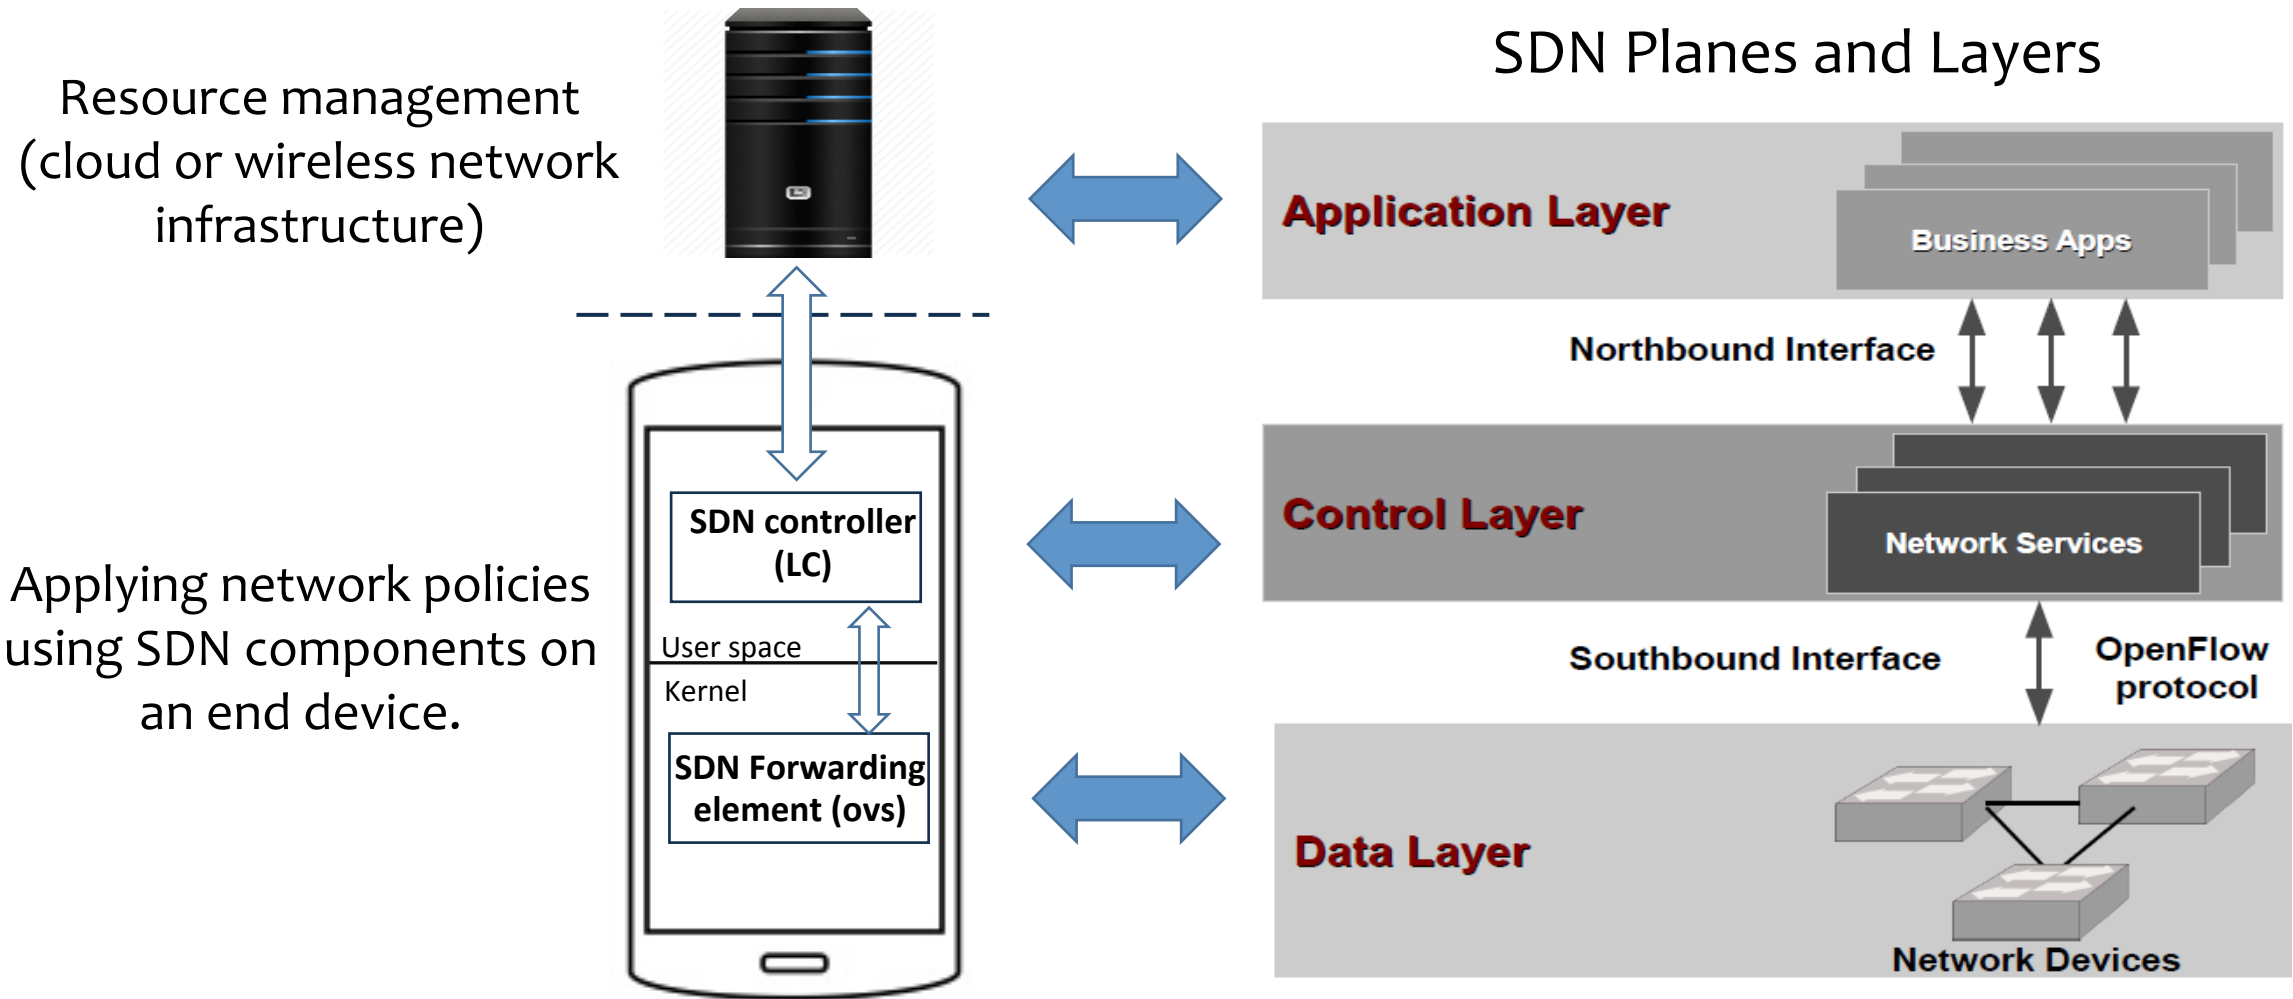 SDN Planes and Layers
Resource management
(cloud or wireless network
infrastructure)
Applying network policies
using SDN components on
an end device.
SDN controller
(LC)
User space
Kernel
SDN Forwarding
element (ovs)
Application Layer
Business Apps
Northbound Interface
Control Layer
Network Services
Southbound Interface
OpenFlow
protocol
Data Layer
Network Devices